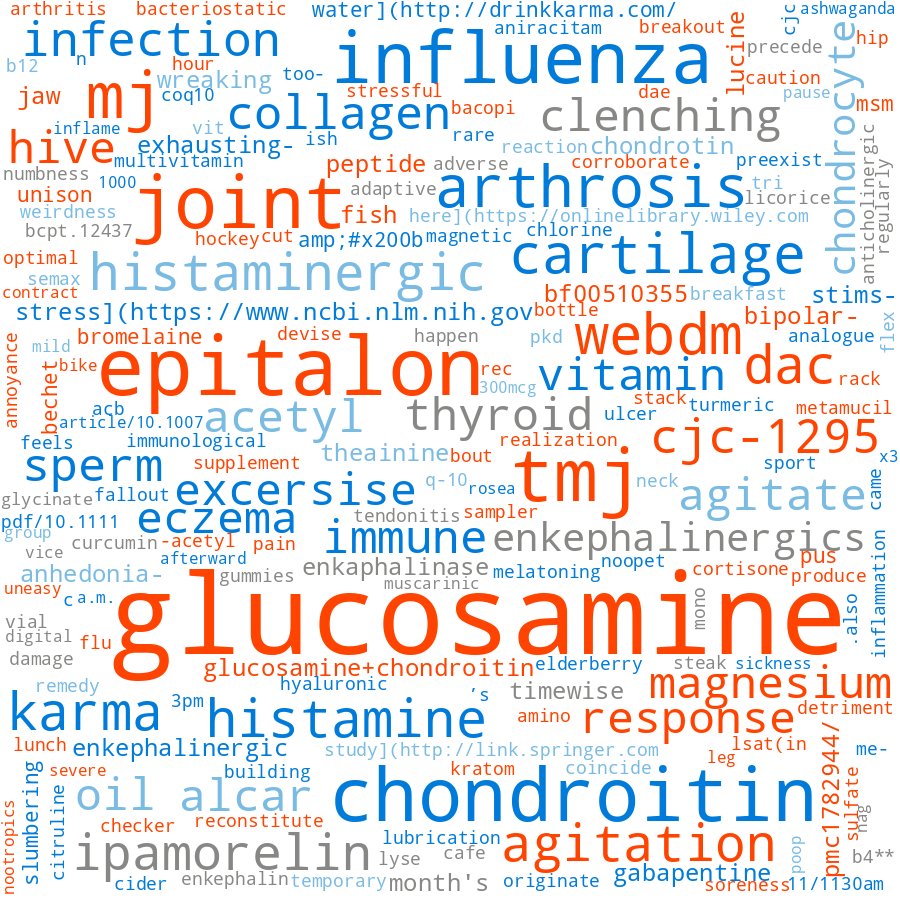 arthritis
bacteriostatic
water](http://drinkkarma.com/
cjc
ashwaganda
infection
influenza
aniracitam
breakout
lucine
precede
chondrocyte
hip
b12
n
hour
wreaking
too-
caution
pause
jaw
mj
coq10
collagen
stressful
bacopi
dae
clenching
msm
inflame
vit
ish
rare
hive
exhausting-
reaction
chondrotin
anticholinergic
regularly
multivitamin
peptide
adverse
corroborate
preexist
numbness
1000
joint
adaptive
arthrosis
tri
unison
licorice
weirdness
fish
here](https://onlinelibrary.wiley.com
bcpt.12437
hockey
cut
amp;#x200b
magnetic
chlorine
optimal
histaminergic
cartilage
semax
contract
bf00510355
breakfast
stims-
stress](https://www.ncbi.nlm.nih.gov
bottle
webdm
bipolar-
annoyance
bromelaine
devise
happen
pkd
analogue
flex
mild
epitalon
bike
bechet
rec
300mcg
vitamin
dac
rack
acb
stack
turmeric
metamucil
article/10.1007
acetyl
thyroid
ulcer
feels
immunological
realization
cjc-1295
sperm
supplement
theainine
bout
tmj
sport
x3
glycinate
fallout
excersise
q-10
rosea
neck
agitate
came
pdf/10.1111
eczema
tendonitis
sampler
group
curcumin
-acetyl
pain
immune
enkephalinergics
vice
afterward
noopet
pus
anhedonia-
gummies
enkaphalinase
melatoning
cortisone
produce
inflammation
uneasy
c
a.m.
muscarinic
mono
.also
vial
glucosamine
digital
flu
damage
glucosamine+chondroitin
elderberry
steak
sickness
remedy
hyaluronic
’s
timewise
magnesium
karma
3pm
histamine
amino
response
detriment
lunch
enkephalinergic
study](http://link.springer.com
lsat(in
me-
slumbering
severe
building
kratom
coincide
leg
pmc1782944/
sulfate
nag
citrulline
oil
alcar
chondroitin
nootropics
checker
reconstitute
lubrication
agitation
ipamorelin
lyse
cafe
poop
b4**
cider
enkephalin
temporary
month's
originate
gabapentine
soreness
11/1130am